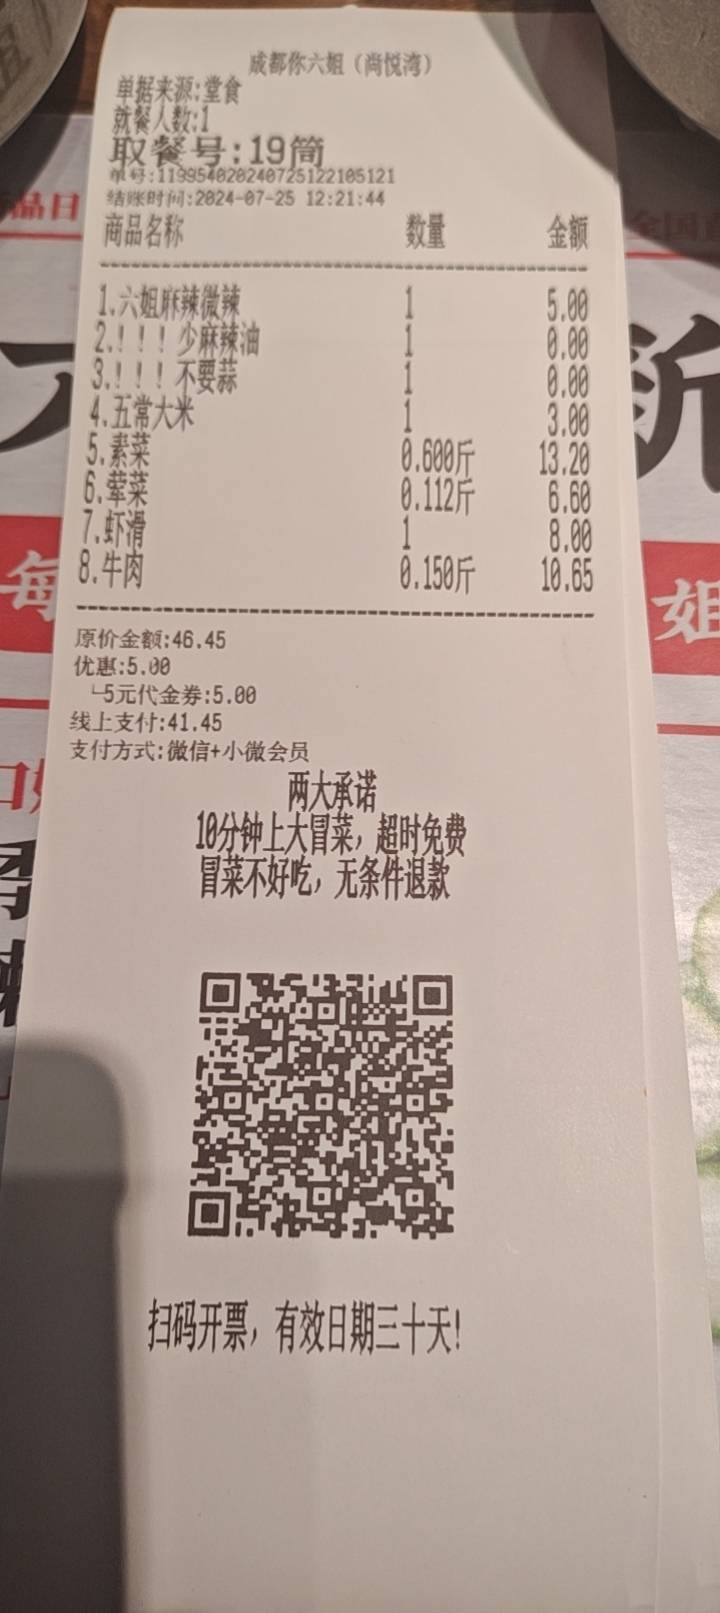 成都你六姐（尚悦湾）
单据来源:堂食
就餐人数:1
取餐号:19筒
单号:119954020240725122105121
结账时间:2024-07-25 12:21:44
商品名称 数量 金额
1.六姐麻辣微辣 1 5.00
2.！！！少麻辣油 1 0.00
3.！！！不要蒜 1 0.00
4.五常大米 1 3.00
5.素菜 0.600斤 13.20
6.荤菜 0.112斤 6.60
7.虾滑 1 8.00
8.牛肉 0.150斤 10.65
原价金额:46.45
优惠:5.00
└5元代金券:5.00
线上支付:41.45
支付方式:微信+小微会员
两大承诺
10分钟上大冒菜，超时免费
冒菜不好吃，无条件退款
扫码开票，有效日期三十天!
品日
全国
新
每
姐